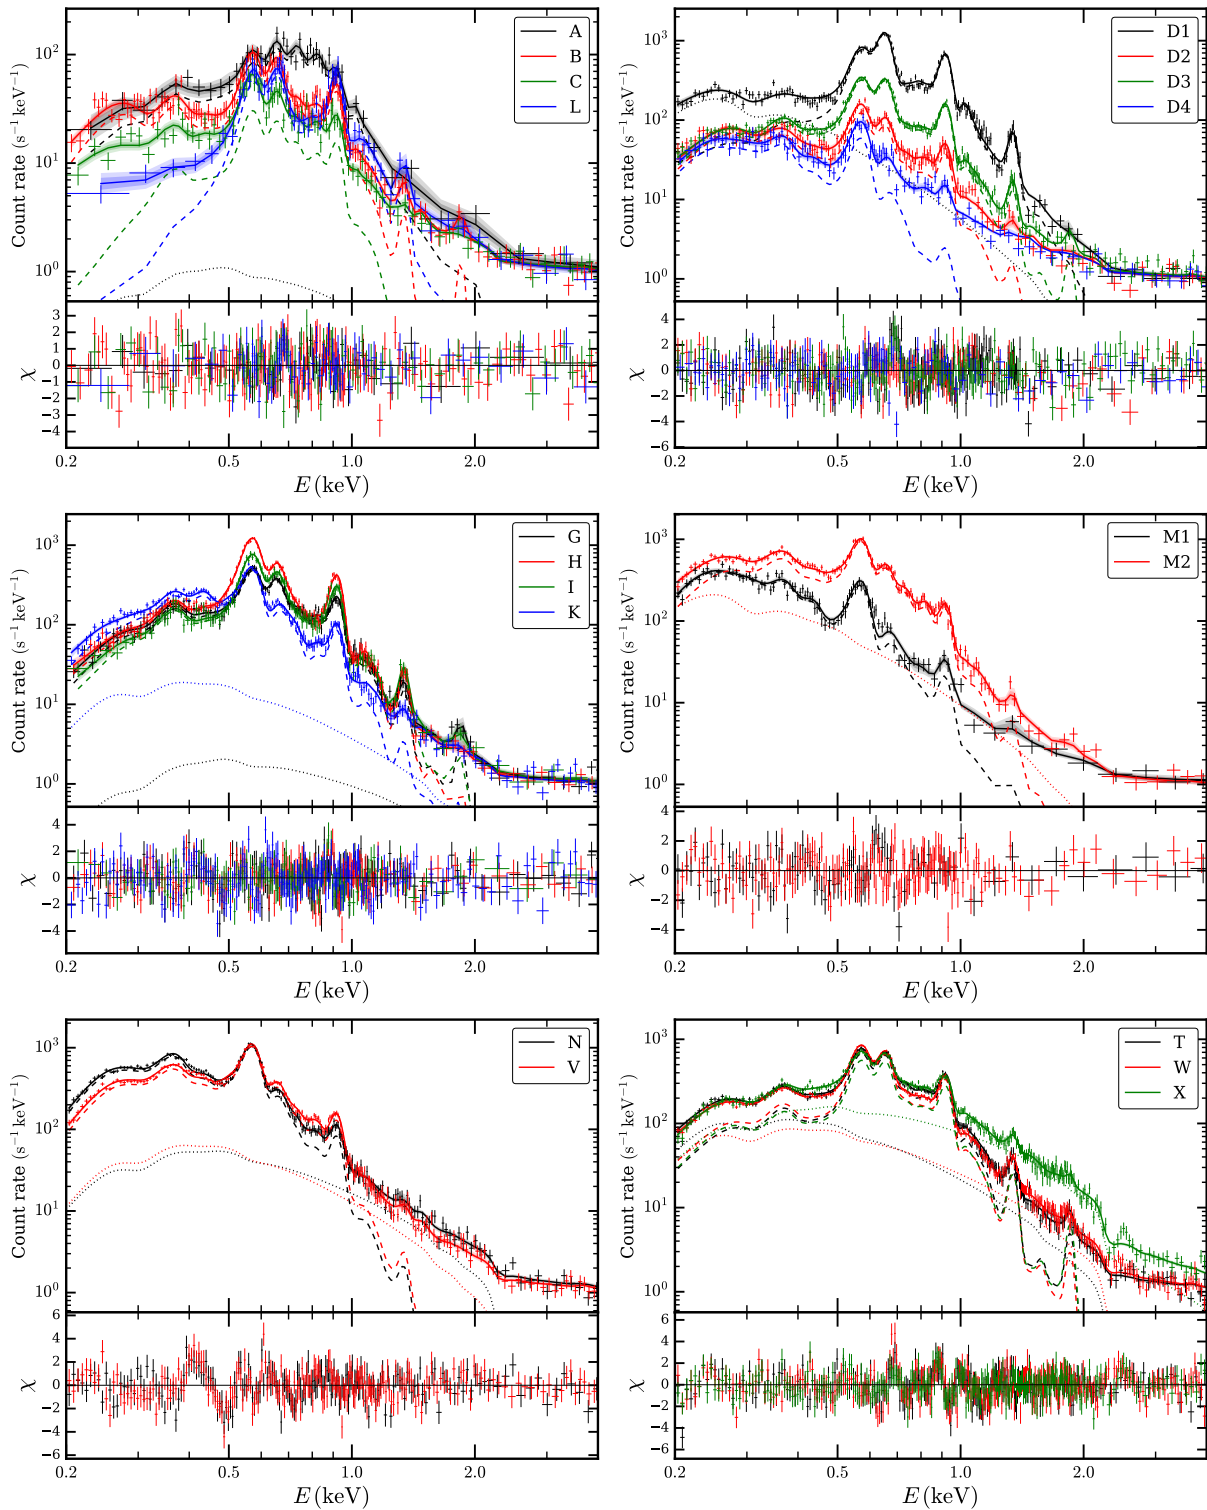 A
B
C
L
Count rate (s⁻¹ keV⁻¹)
10²
10¹
10⁰
χ
3
2
1
0
−1
−2
−3
−4
0.2 0.5 1.0 2.0
E (keV)
D1
D2
D3
D4
Count rate (s⁻¹ keV⁻¹)
10³
10²
10¹
10⁰
χ
4
2
0
−2
−4
−6
0.2 0.5 1.0 2.0
E (keV)
G
H
I
K
Count rate (s⁻¹ keV⁻¹)
10³
10²
10¹
10⁰
χ
4
2
0
−2
−4
0.2 0.5 1.0 2.0
E (keV)
M1
M2
Count rate (s⁻¹ keV⁻¹)
10³
10²
10¹
10⁰
χ
4
2
0
−2
−4
0.2 0.5 1.0 2.0
E (keV)
N
V
Count rate (s⁻¹ keV⁻¹)
10³
10²
10¹
10⁰
χ
6
4
2
0
−2
−4
−6
0.2 0.5 1.0 2.0
E (keV)
T
W
X
Count rate (s⁻¹ keV⁻¹)
10³
10²
10¹
10⁰
χ
6
4
2
0
−2
−4
−6
0.2 0.5 1.0 2.0
E (keV)